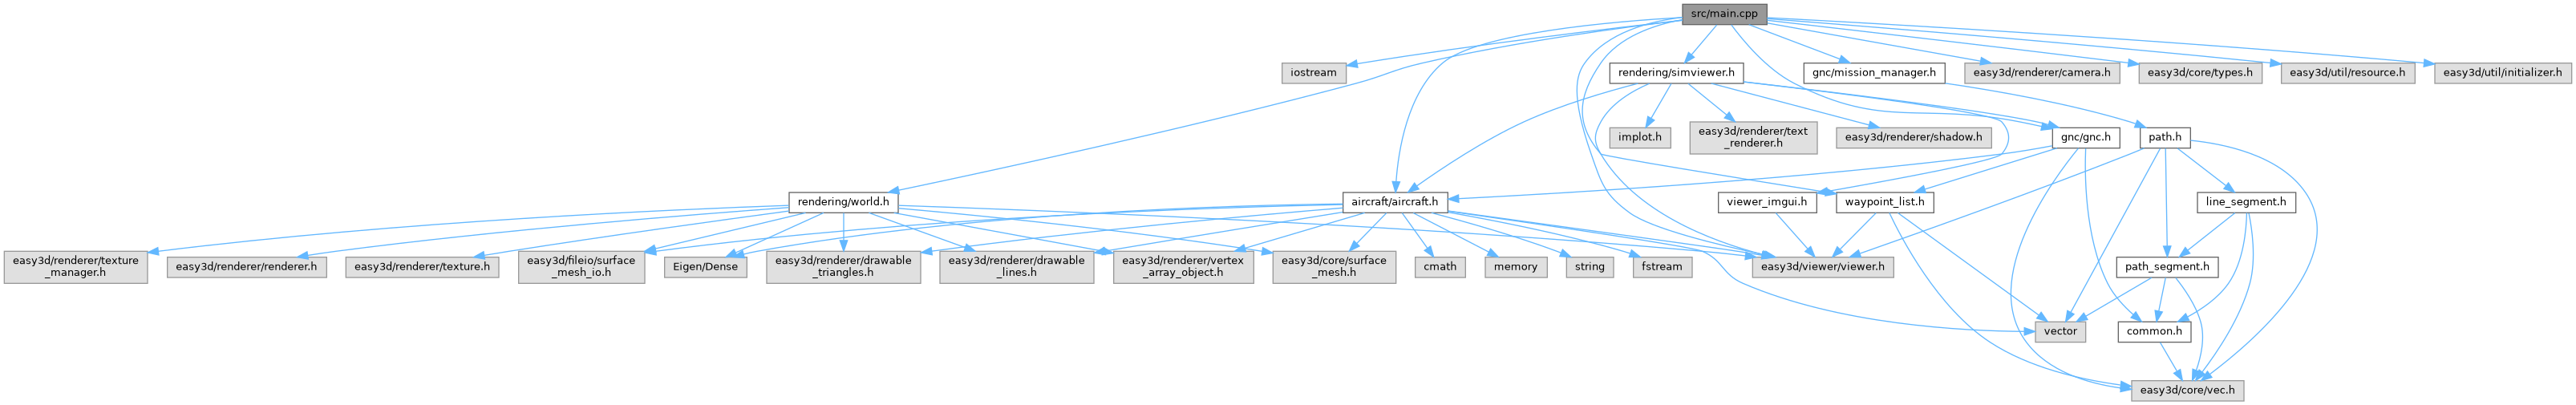 src/main.cpp
iostream
rendering/simviewer.h
gnc/mission_manager.h
easy3d/renderer/camera.h
easy3d/core/types.h
easy3d/util/resource.h
easy3d/util/initializer.h
implot.h
easy3d/renderer/text
_renderer.h
easy3d/renderer/shadow.h
gnc/gnc.h
path.h
rendering/world.h
aircraft/aircraft.h
viewer_imgui.h
waypoint_list.h
line_segment.h
easy3d/renderer/texture
_manager.h
easy3d/renderer/renderer.h
easy3d/renderer/texture.h
easy3d/fileio/surface
_mesh_io.h
Eigen/Dense
easy3d/renderer/drawable
_triangles.h
easy3d/renderer/drawable
_lines.h
easy3d/renderer/vertex
_array_object.h
easy3d/core/surface
_mesh.h
cmath
memory
string
fstream
easy3d/viewer/viewer.h
path_segment.h
vector
common.h
easy3d/core/vec.h